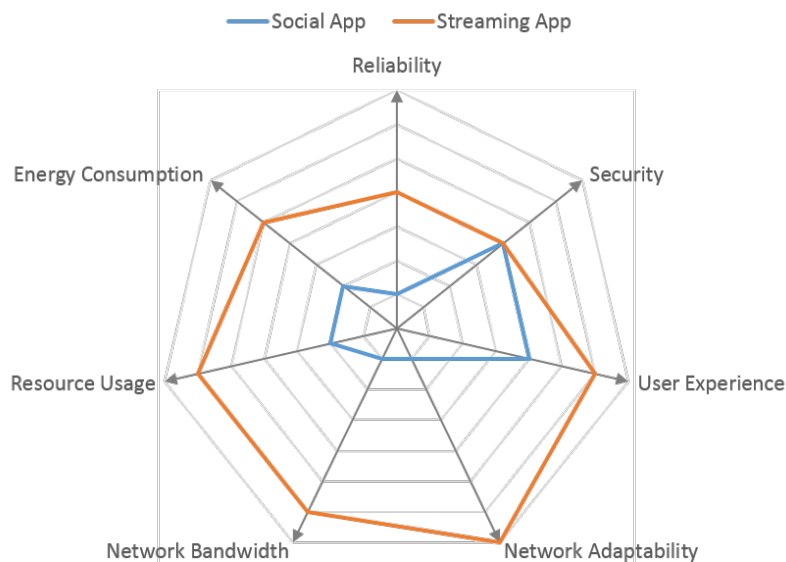 Social App
Streaming App
Reliability
Energy Consumption
Security
Resource Usage
User Experience
Network Bandwidth
Network Adaptability